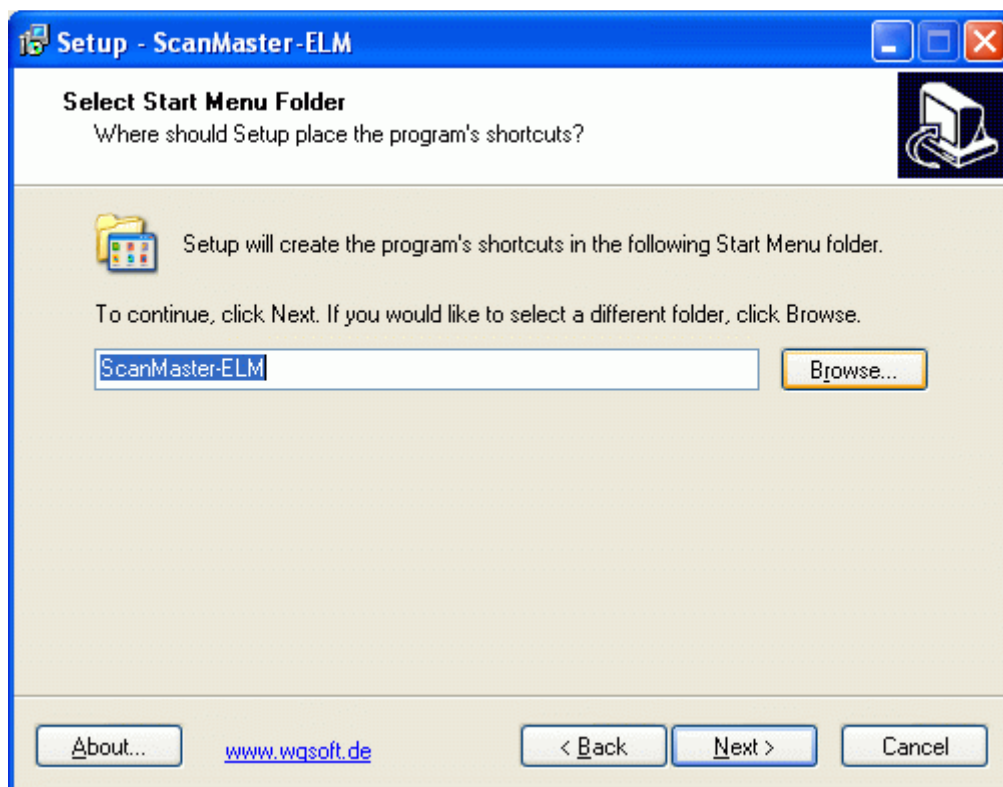 Setup - ScanMaster-ELM
Select Start Menu Folder
Where should Setup place the program's shortcuts?
Setup will create the program's shortcuts in the following Start Menu folder.
To continue, click Next. If you would like to select a different folder, click Browse.
ScanMaster-ELM
Browse...
About...
www.wgsoft.de
< Back
Next >
Cancel